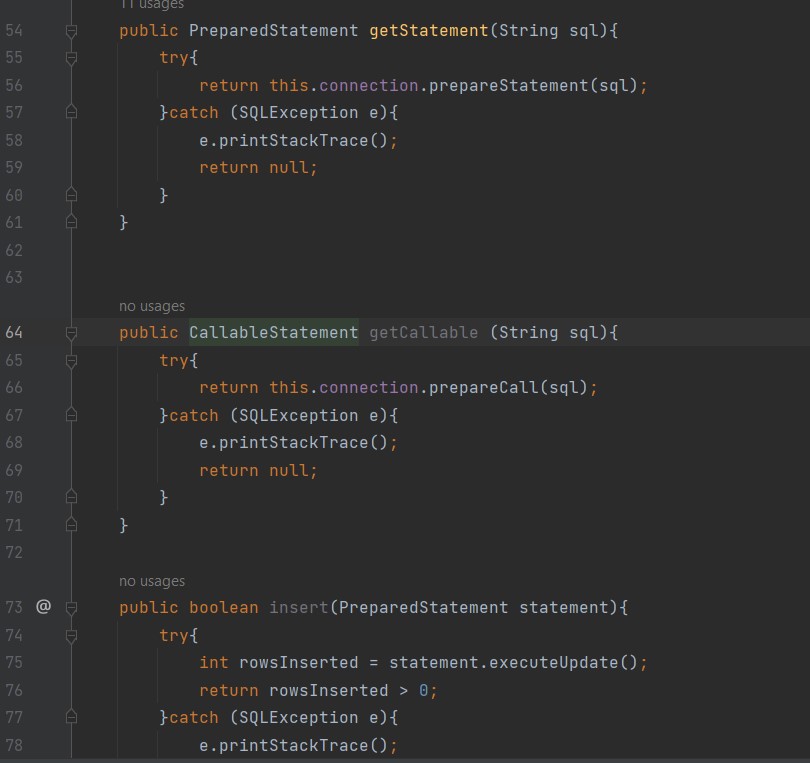 11 usages
54 public PreparedStatement getStatement(String sql){
55 try{
56 return this.connection.prepareStatement(sql);
57 }catch (SQLException e){
58 e.printStackTrace();
59 return null;
60 }
61 }
62
63
no usages
64 public CallableStatement getCallable (String sql){
65 try{
66 return this.connection.prepareCall(sql);
67 }catch (SQLException e){
68 e.printStackTrace();
69 return null;
70 }
71 }
72
no usages
73 @ public boolean insert(PreparedStatement statement){
74 try{
75 int rowsInserted = statement.executeUpdate();
76 return rowsInserted > 0;
77 }catch (SQLException e){
78 e.printStackTrace();